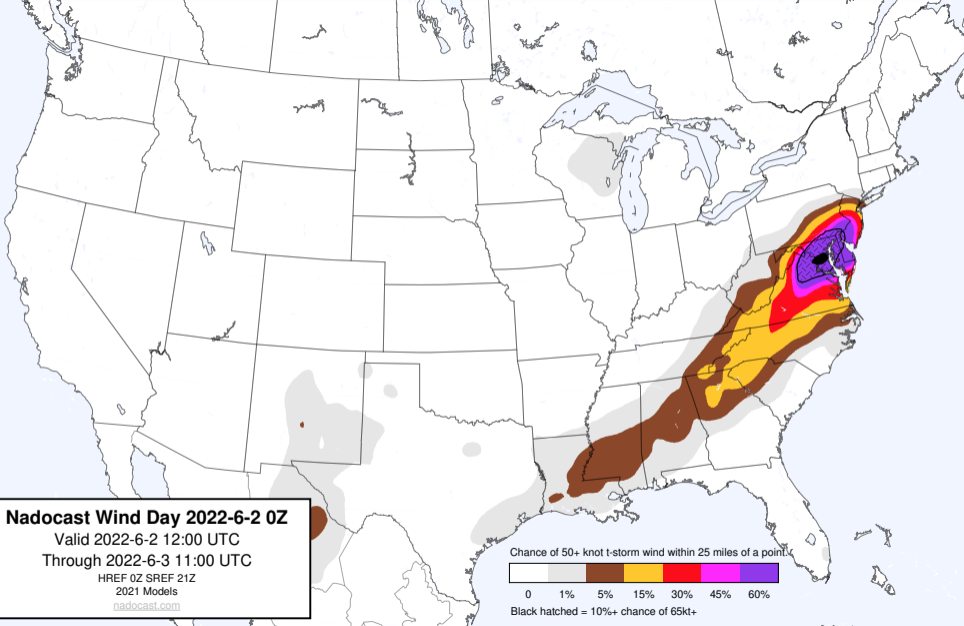 Nadocast Wind Day 2022-6-2 0Z
Valid 2022-6-2 12:00 UTC
Through 2022-6-3 11:00 UTC
HREF 0Z SREF 21Z
2021 Models
nadocast.com
Chance of 50+ knot t-storm wind within 25 miles of a point.
0 1% 5% 15% 30% 45% 60%
Black hatched = 10%+ chance of 65kt+